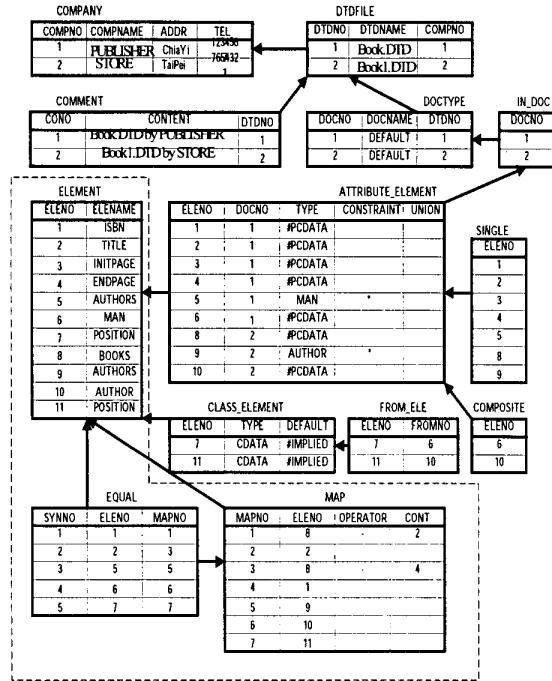 COMPANY
COMPNO COMPNAME ADDR TEL
1 PUBLISHER ChiaYi 123456
2 STORE TaiPei 765432
1
DTDFILE
DTDNO DTDNAME COMPNO
1 Book.DTD 1
2 Book1.DTD 2
COMMENT
CONO CONTENT DTDNO
1 Book.DTD by PUBLISHER 1
2 Book1.DTD by STORE 2
DOCTYPE
DOCNO DOCNAME DTDNO
1 DEFAULT 1
2 DEFAULT 2
IN_DOC
DOCNO
1
2
ELEMENT
ELENO ELENAME
1 ISBN
2 TITLE
3 INITPAGE
4 ENDPAGE
5 AUTHORS
6 MAN
7 POSITION
8 BOOKS
9 AUTHORS
10 AUTHOR
11 POSITION
ATTRIBUTE_ELEMENT
ELENO DOCNO TYPE CONSTRAINT UNION
1 1 #PCDATA
2 1 #PCDATA
3 1 #PCDATA
4 1 #PCDATA
5 1 MAN *
6 1 #PCDATA
8 2 #PCDATA
9 2 AUTHOR *
10 2 #PCDATA
SINGLE
ELENO
1
2
3
4
5
8
9
CLASS_ELEMENT
ELENO TYPE DEFAULT
7 CDATA #IMPLIED
11 CDATA #IMPLIED
FROM_ELE
ELENO FROMNO
7 6
11 10
COMPOSITE
ELENO
6
10
EQUAL
SYNNO ELENO MAPNO
1 1 1
2 2 3
3 5 5
4 6 6
5 7 7
MAP
MAPNO ELENO OPERATOR CONT
1 8 . 2
2 2
3 8 . 4
4 1
5 9
6 10
7 11